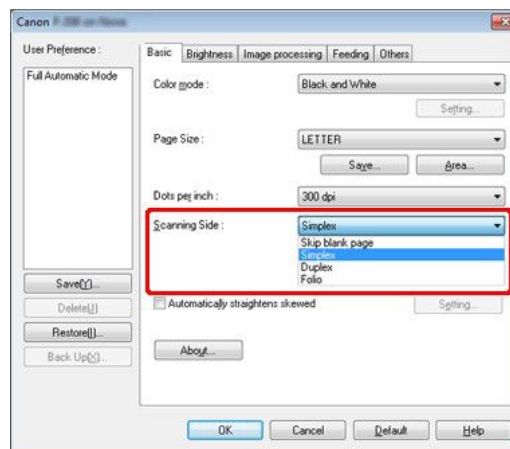 Canon
User Preference :
Full Automatic Mode
Save(Y)...
Delete(J)
Restore(I)...
Back Up(X)...
Basic Brightness Image processing Feeding Others
Color mode : Black and White
Setting...
Page Size : LETTER
Save... Area...
Dots per inch : 300 dpi
Scanning Side : Simplex
Skip blank page
Simplex
Duplex
Folio
Automatically straightens skewed Setting...
About...
OK Cancel Default Help